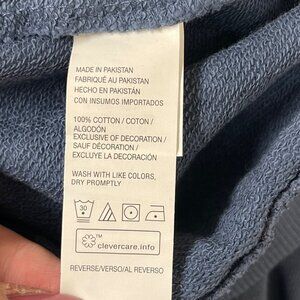 MADE IN PAKISTAN
FABRIQUÉ AU PAKISTAN
HECHO EN PAKISTÁN
CON INSUMOS IMPORTADOS
100% COTTON / COTON /
ALGODÓN
EXCLUSIVE OF DECORATION /
SAUF DÉCORATION /
EXCLUYE LA DECORACIÓN
WASH WITH LIKE COLORS,
DRY PROMPTLY
30
TM
clevercare.info
REVERSE/VERSO/AL REVERSO